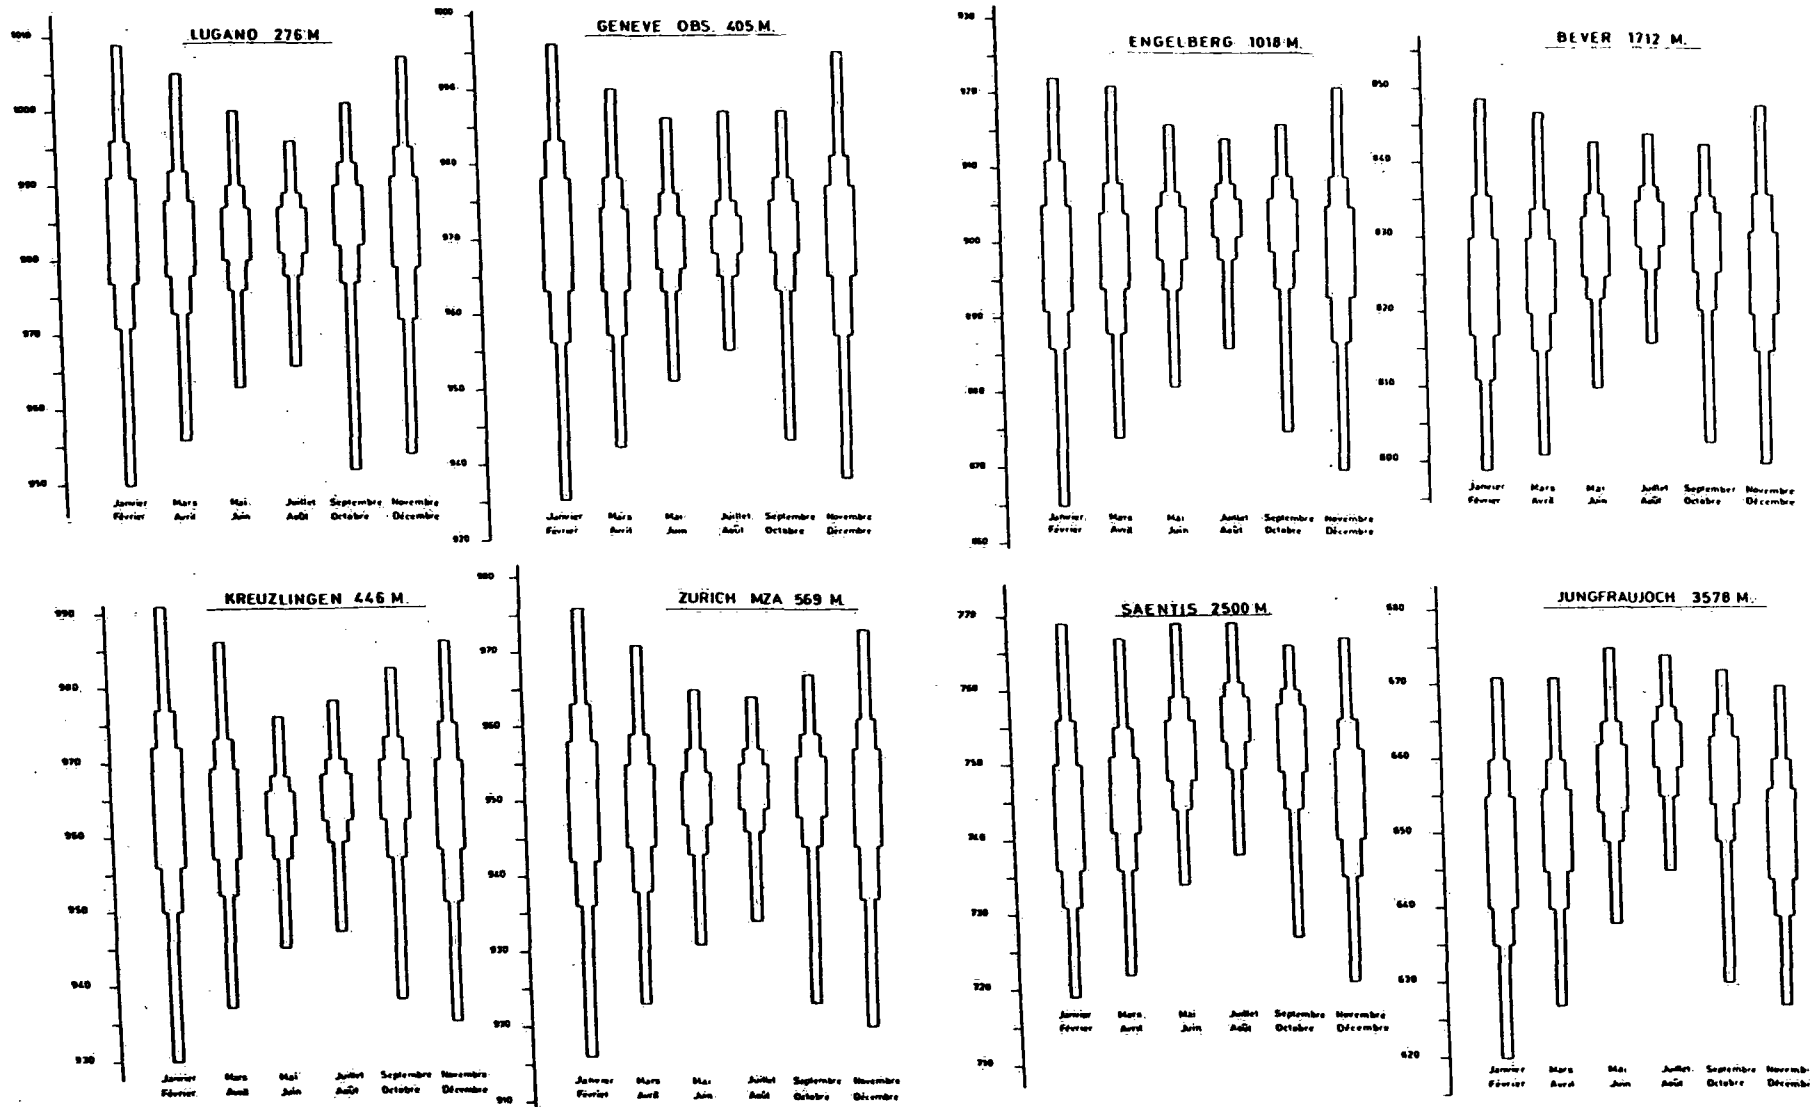 LUGANO 276 M
1010
1000
990
980
970
960
950
Janvier Mars Mai Juillet Septembre Novembre
Février Avril Juin Août Octobre Décembre
GENEVE OBS. 405 M.
1000
990
980
970
960
950
940
930
Janvier Mars Mai Juillet Septembre Novembre
Février Avril Juin Août Octobre Décembre
ENGELBERG 1018 M.
930
920
910
900
890
880
870
860
Janvier Mars Mai Juillet Septembre Novembre
Février Avril Juin Août Octobre Décembre
BEVER 1712 M.
850
840
830
820
810
800
Janvier Mars Mai Juillet September Novembre
Février Avril Juin Août Octobre Décembre
KREUZLINGEN 446 M.
990
980
970
960
950
940
930
Janvier Mars Mai Juillet Septembre Novembre
Février Avril Juin Août Octobre Décembre
ZURICH MZA 569 M.
980
970
960
950
940
930
920
910
Janvier Mars Mai Juillet Septembre Novembre
Février Avril Juin Août Octobre Décembre
SAENTIS 2500 M.
770
760
750
740
730
720
710
Janvier Mars Mai Juillet Septembre Novembre
Février Avril Juin Août Octobre Décembre
JUNGFRAUJOCH 3578 M.
680
670
660
650
640
630
620
Janvier Mars Mai Juillet Septembre Novemb
Février Avril Juin Août Octobre Décemb